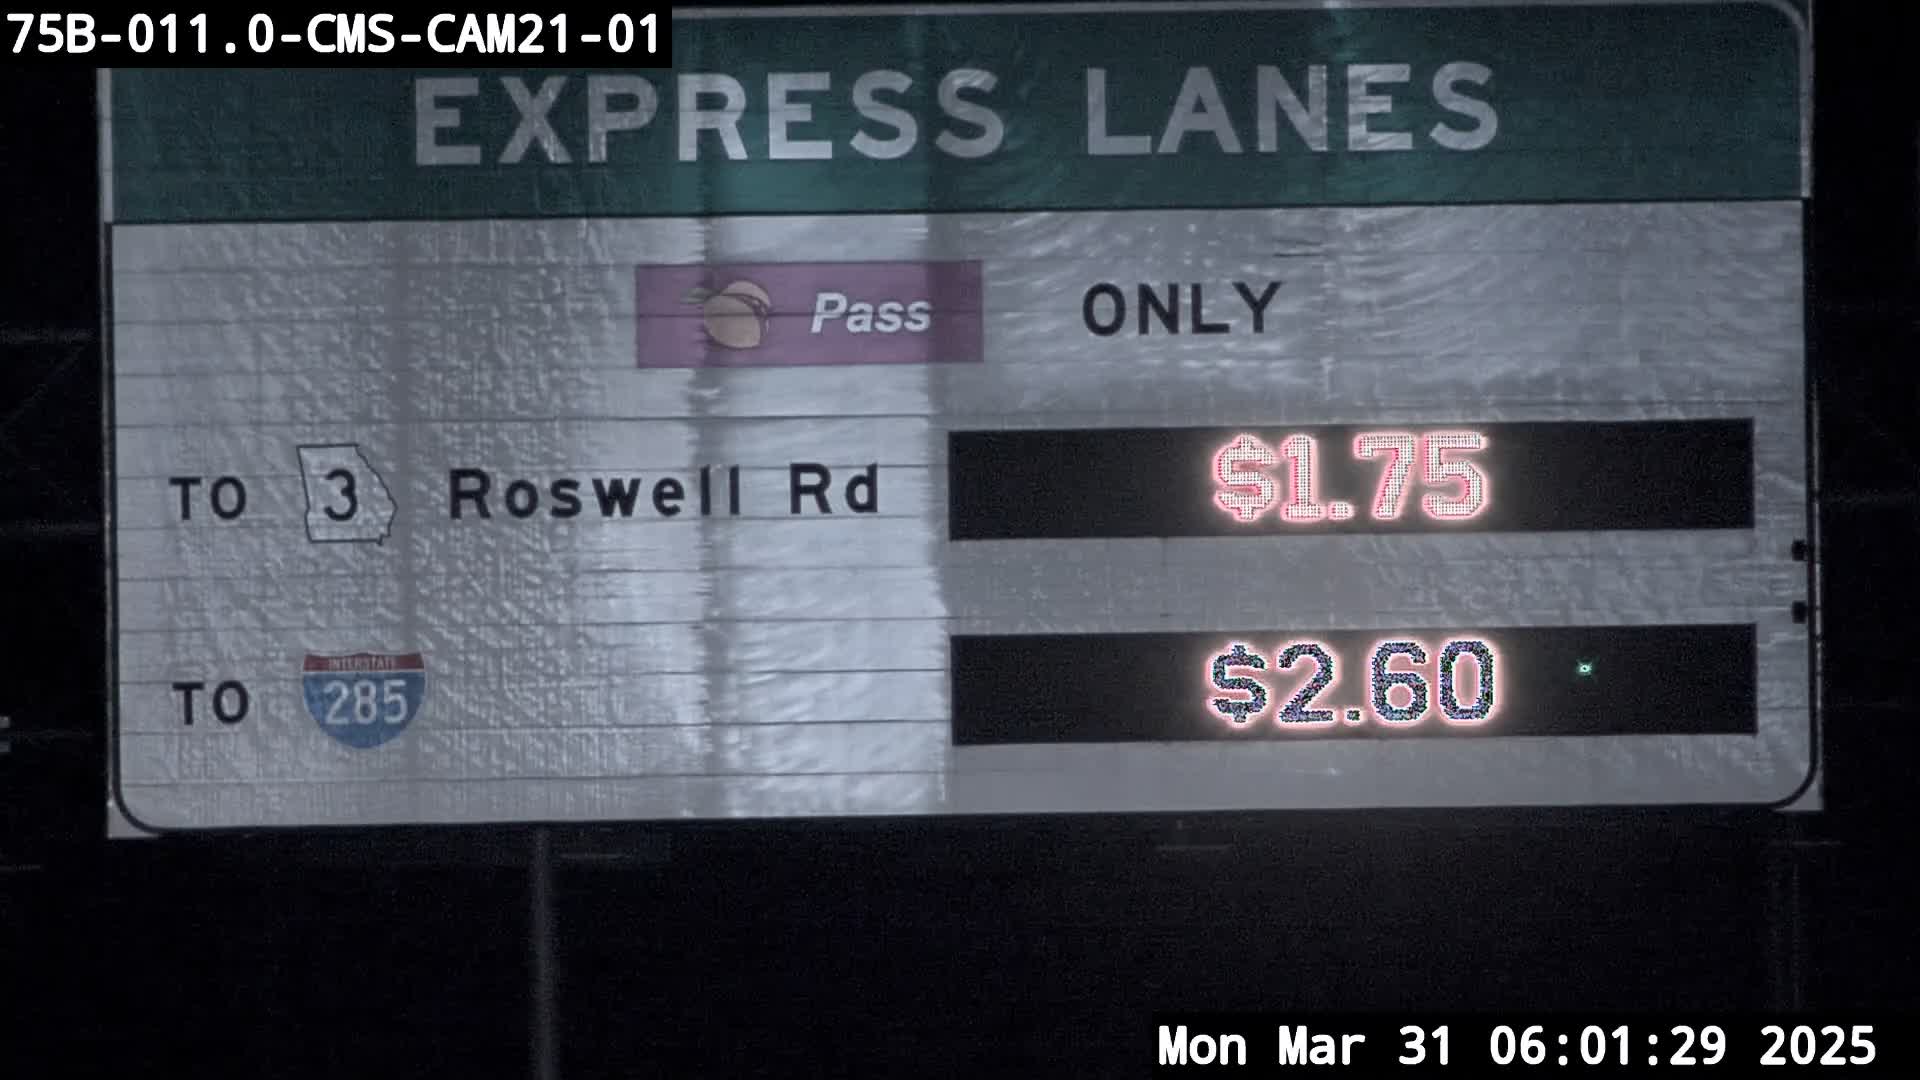 75B-011.0-CMS-CAM21-01
EXPRESS LANES
Pass ONLY
TO 3 Roswell Rd $1.75
INTERSTATE
TO 285 $2.60
Mon Mar 31 06:01:29 2025